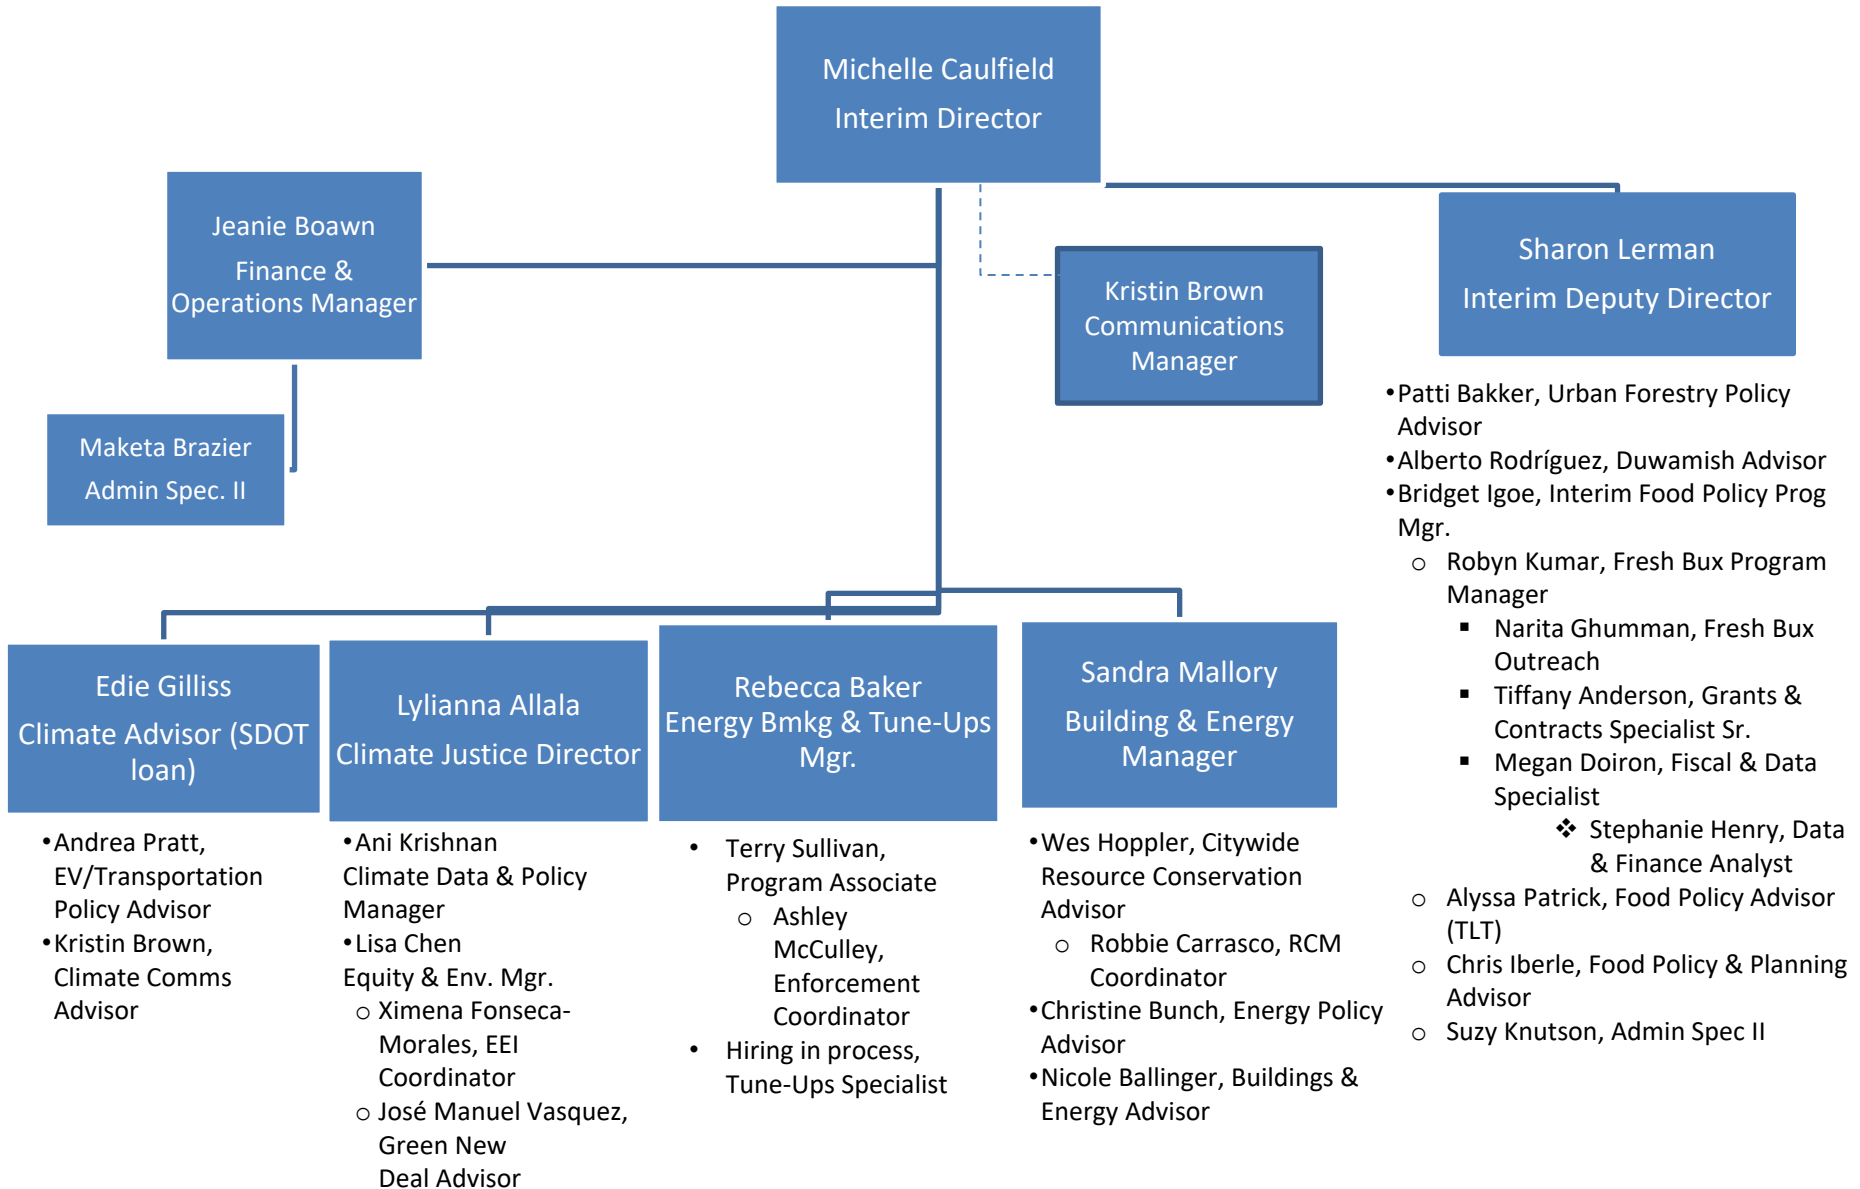 Michelle Caulfield
Interim Director
Jeanie Boawn
Finance &
Operations Manager
Maketa Brazier
Admin Spec. II
Kristin Brown
Communications
Manager
Sharon Lerman
Interim Deputy Director
•Patti Bakker, Urban Forestry Policy
Advisor
•Alberto Rodríguez, Duwamish Advisor
•Bridget Igoe, Interim Food Policy Prog
Mgr.
o Robyn Kumar, Fresh Bux Program
Manager
▪ Narita Ghumman, Fresh Bux
Outreach
▪ Tiffany Anderson, Grants &
Contracts Specialist Sr.
▪ Megan Doiron, Fiscal & Data
Specialist
❖ Stephanie Henry, Data
& Finance Analyst
o Alyssa Patrick, Food Policy Advisor
(TLT)
o Chris Iberle, Food Policy & Planning
Advisor
o Suzy Knutson, Admin Spec II
Edie Gilliss
Climate Advisor (SDOT
loan)
•Andrea Pratt,
EV/Transportation
Policy Advisor
•Kristin Brown,
Climate Comms
Advisor
Lylianna Allala
Climate Justice Director
•Ani Krishnan
Climate Data & Policy
Manager
•Lisa Chen
Equity & Env. Mgr.
o Ximena Fonseca-
Morales, EEI
Coordinator
o José Manuel Vasquez,
Green New
Deal Advisor
Rebecca Baker
Energy Bmkg & Tune-Ups
Mgr.
• Terry Sullivan,
Program Associate
o Ashley
McCulley,
Enforcement
Coordinator
• Hiring in process,
Tune-Ups Specialist
Sandra Mallory
Building & Energy
Manager
•Wes Hoppler, Citywide
Resource Conservation
Advisor
o Robbie Carrasco, RCM
Coordinator
•Christine Bunch, Energy Policy
Advisor
•Nicole Ballinger, Buildings &
Energy Advisor